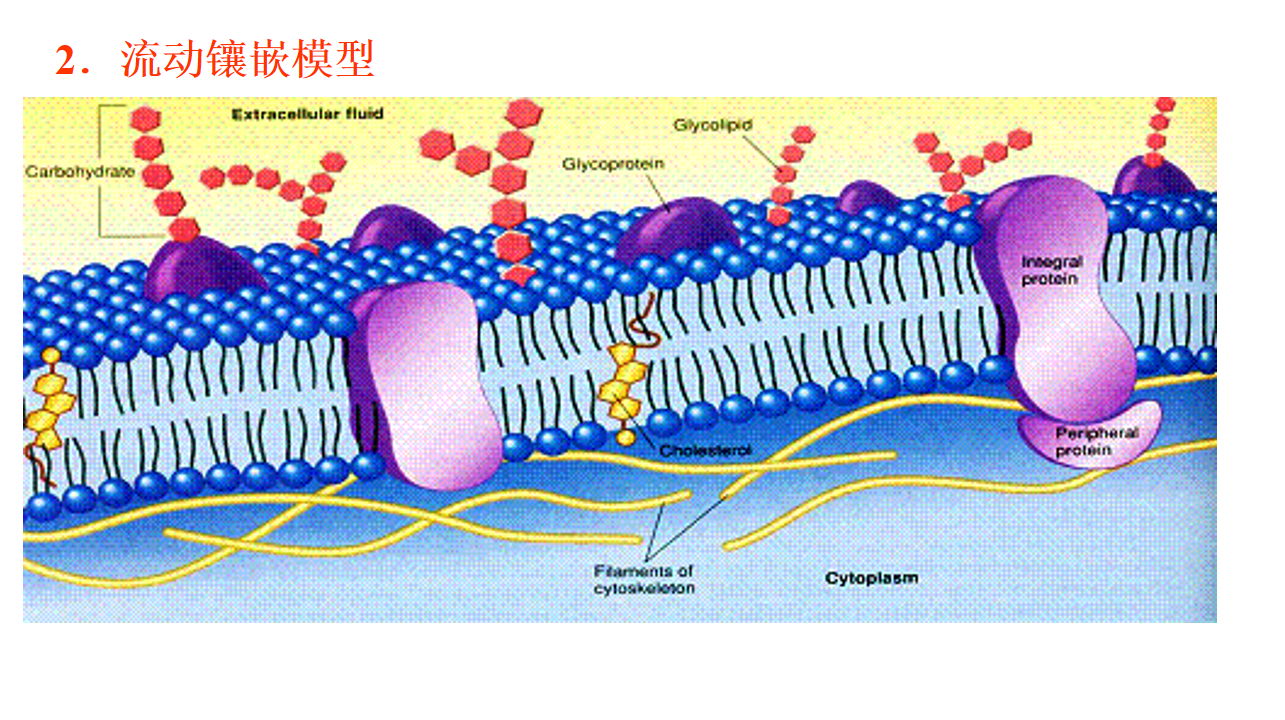 2. 流动镶嵌模型
Extracellular fluid
Carbohydrate
Glycolipid
Glycoprotein
Integral
protein
Peripheral
protein
Cholesterol
Filaments of
cytoskeleton
Cytoplasm